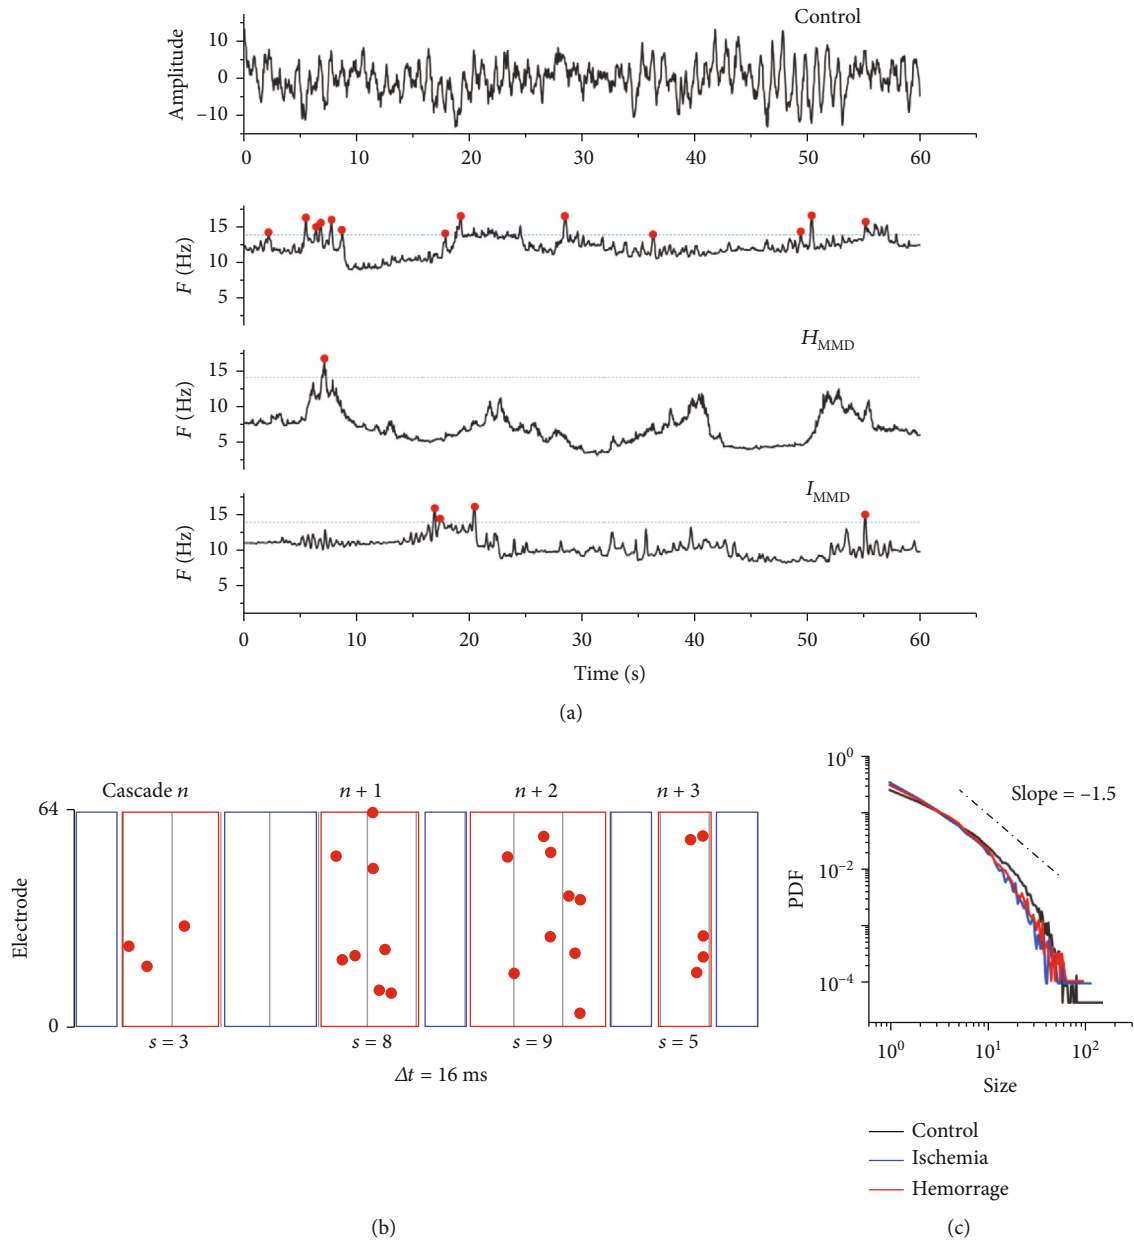 Control
Amplitude
10
0
−10
0 10 20 30 40 50 60
F (Hz)
15
10
5
H_MMD
F (Hz)
15
10
5
I_MMD
F (Hz)
15
10
5
0 10 20 30 40 50 60
Time (s)
(a)
Cascade n n + 1 n + 2 n + 3
64
Electrode
0
s = 3 s = 8 s = 9 s = 5
Δt = 16 ms
(b)
10^0
Slope = −1.5
PDF
10^−2
10^−4
10^0 10^1 10^2
Size
Control
Ischemia
Hemorrage
(c)